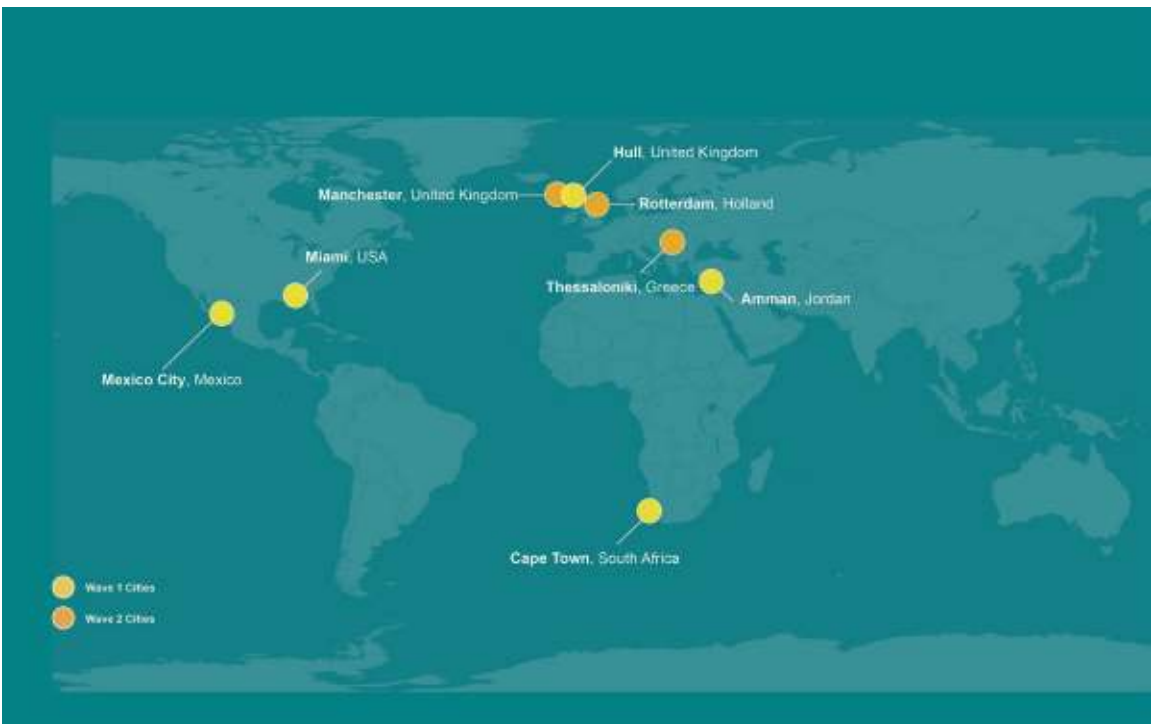 Hull, United Kingdom
Manchester, United Kingdom
Rotterdam, Holland
Miami, USA
Thessaloniki, Greece
Amman, Jordan
Mexico City, Mexico
Cape Town, South Africa
Wave 1 Cities
Wave 2 Cities